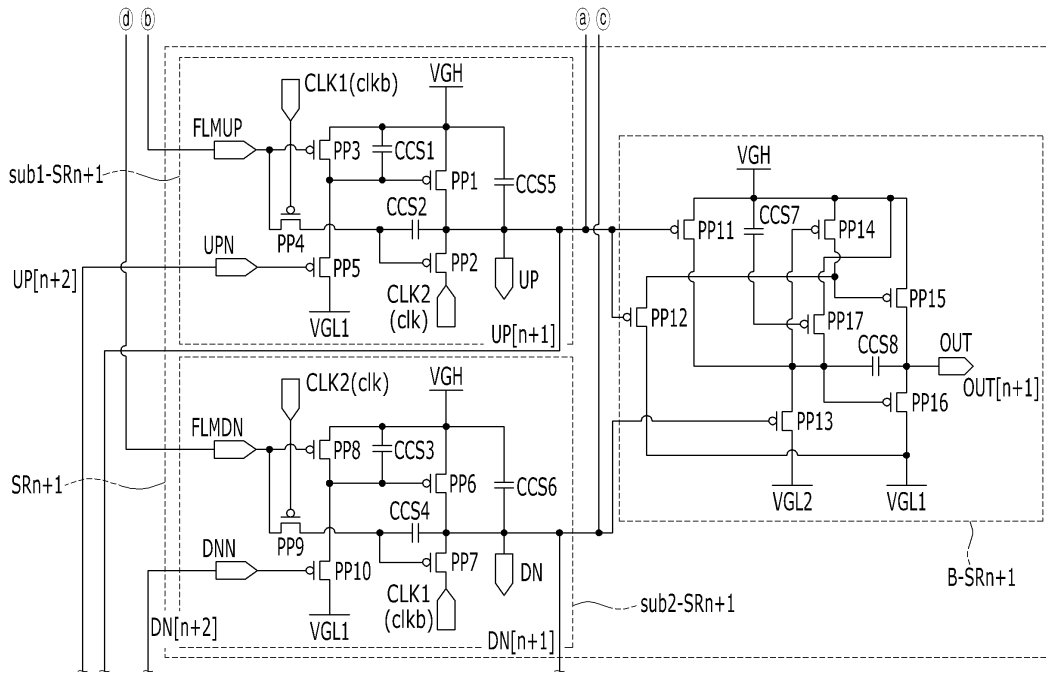 ⓓ ⓑ ⓐ ⓒ
CLK1(clkb)
VGH
FLMUP
PP3
CCS1
PP1
CCS5
sub1-SRn+1
CCS2
PP4
UPN
PP5
PP2
UP
UP[n+2]
VGL1
CLK2
(clk)
UP[n+1]
VGH
PP11
CCS7
PP14
PP12
PP17
PP15
CCS8
OUT
OUT[n+1]
PP13
PP16
VGL2
VGL1
B-SRn+1
CLK2(clk)
VGH
FLMDN
PP8
CCS3
PP6
CCS6
SRn+1
CCS4
PP9
DNN
PP10
PP7
DN
DN[n+2]
VGL1
CLK1
(clkb)
DN[n+1]
sub2-SRn+1